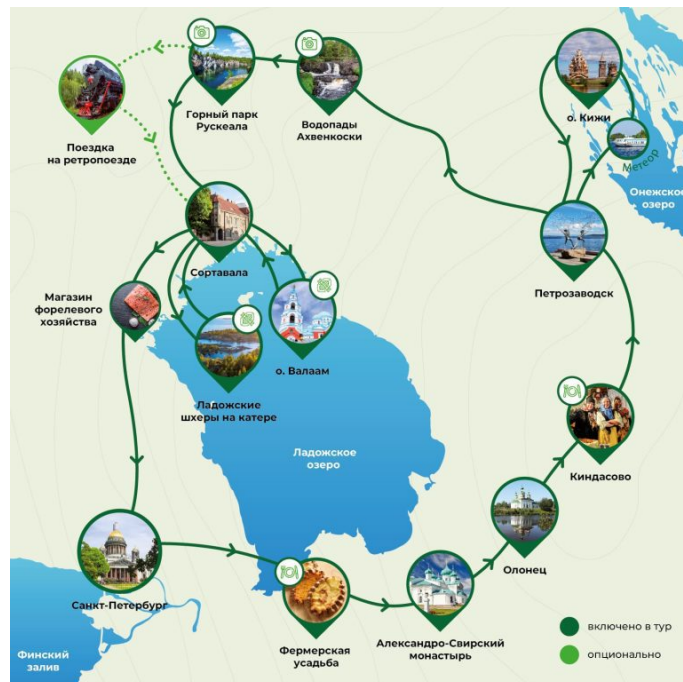 Горный парк
Рускеала
Водопады
Ахвенкоски
о. Кижи
Поездка
на ретропоезде
Метеор
Онежское
озеро
Сортавала
Петрозаводск
Магазин
форелевого
хозяйства
о. Валаам
Ладожские
шхеры на катере
Ладожское
озеро
Киндасово
Олонец
Санкт-Петербург
Фермерская
усадьба
Александро-Свирский
монастырь
Финский
залив
включено в тур
опционально